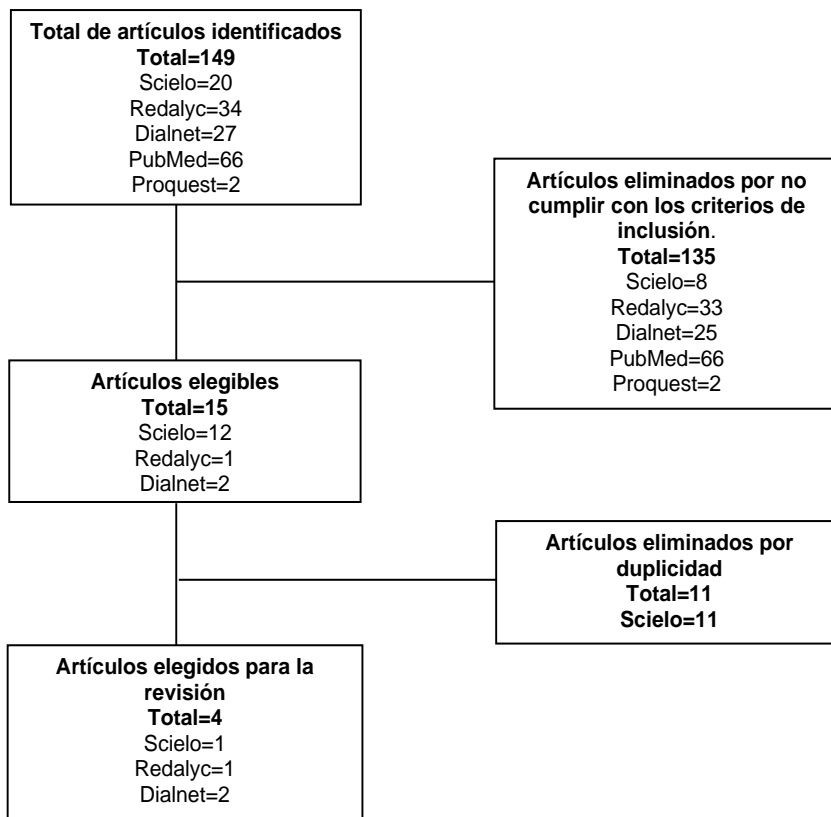 Total de artículos identificados
Total=149
Scielo=20
Redalyc=34
Dialnet=27
PubMed=66
Proquest=2
Artículos eliminados por no
cumplir con los criterios de
inclusión.
Total=135
Scielo=8
Redalyc=33
Dialnet=25
PubMed=66
Proquest=2
Artículos elegibles
Total=15
Scielo=12
Redalyc=1
Dialnet=2
Artículos eliminados por
duplicidad
Total=11
Scielo=11
Artículos elegidos para la
revisión
Total=4
Scielo=1
Redalyc=1
Dialnet=2